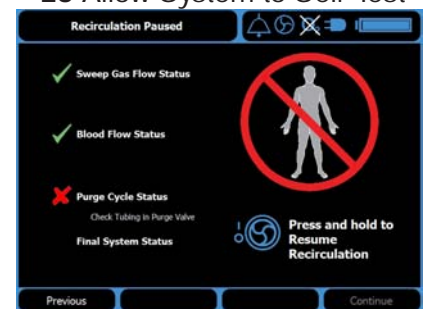 Recirculation Paused
Sweep Gas Flow Status
Blood Flow Status
Purge Cycle Status
Check Tubing in Purge Valve
Final System Status
Press and hold to
Resume
Recirculation
Previous
Continue